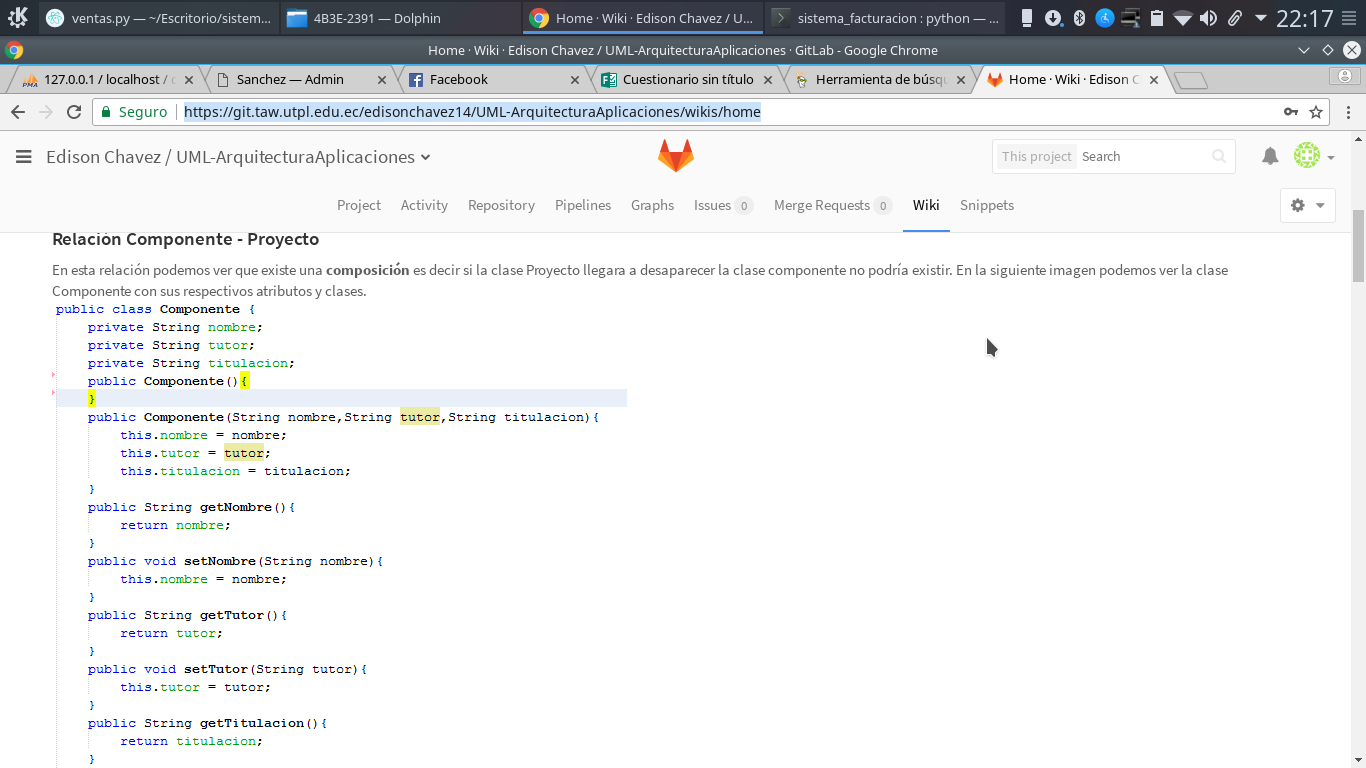 ventas.py — ~/Escritorio/sistem...
4B3E-2391 — Dolphin
Home · Wiki · Edison Chavez / U...
sistema_facturacion : python — ...
22:17
Home · Wiki · Edison Chavez / UML-ArquitecturaAplicaciones · GitLab - Google Chrome
PMA
127.0.0.1 / localhost /
Sanchez — Admin
Facebook
Cuestionario sin título
Herramienta de búsqu
Home · Wiki · Edison C
Seguro
https://git.taw.utpl.edu.ec/edisonchavez14/UML-ArquitecturaAplicaciones/wikis/home
Edison Chavez / UML-ArquitecturaAplicaciones
This project
Search
Project
Activity
Repository
Pipelines
Graphs
Issues 0
Merge Requests 0
Wiki
Snippets
Relación Componente - Proyecto
En esta relación podemos ver que existe una composición es decir si la clase Proyecto llegara a desaparecer la clase componente no podría existir. En la siguiente imagen podemos ver la clase
Componente con sus respectivos atributos y clases.
public class Componente {
private String nombre;
private String tutor;
private String titulacion;
public Componente(){
}
public Componente(String nombre,String tutor,String titulacion){
this.nombre = nombre;
this.tutor = tutor;
this.titulacion = titulacion;
}
public String getNombre(){
return nombre;
}
public void setNombre(String nombre){
this.nombre = nombre;
}
public String getTutor(){
return tutor;
}
public void setTutor(String tutor){
this.tutor = tutor;
}
public String getTitulacion(){
return titulacion;
}